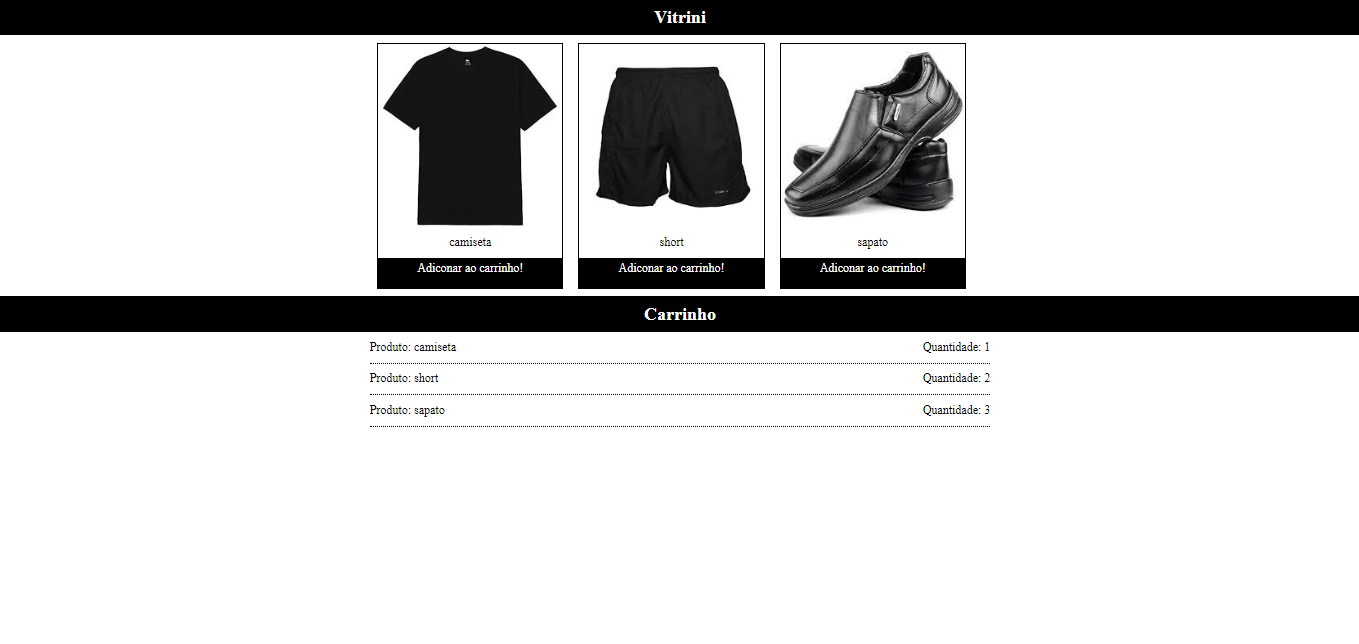 Vitrini
camiseta short sapato
Adiconar ao carrinho! Adiconar ao carrinho! Adiconar ao carrinho!
Carrinho
Produto: camiseta Quantidade: 1
Produto: short Quantidade: 2
Produto: sapato Quantidade: 3